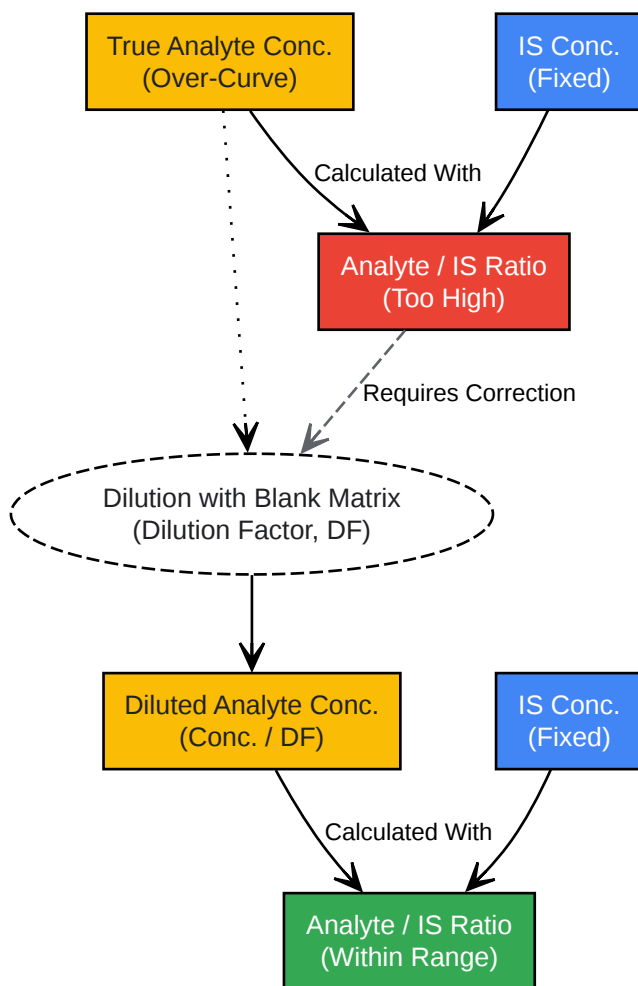 True Analyte Conc.
(Over-Curve)
IS Conc.
(Fixed)
Calculated With
Analyte / IS Ratio
(Too High)
Requires Correction
Dilution with Blank Matrix
(Dilution Factor, DF)
Diluted Analyte Conc.
(Conc. / DF)
IS Conc.
(Fixed)
Calculated With
Analyte / IS Ratio
(Within Range)